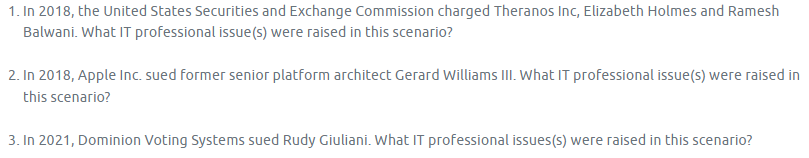 1. In 2018, the United States Securities and Exchange Commission charged Theranos Inc, Elizabeth Holmes and Ramesh
Balwani. What IT professional issue(s) were raised in this scenario?
2. In 2018, Apple Inc. sued former senior platform architect Gerard Williams III. What IT professional issue(s) were raised in
this scenario?
3. In 2021, Dominion Voting Systems sued Rudy Giuliani. What IT professional issues(s) were raised in this scenario?